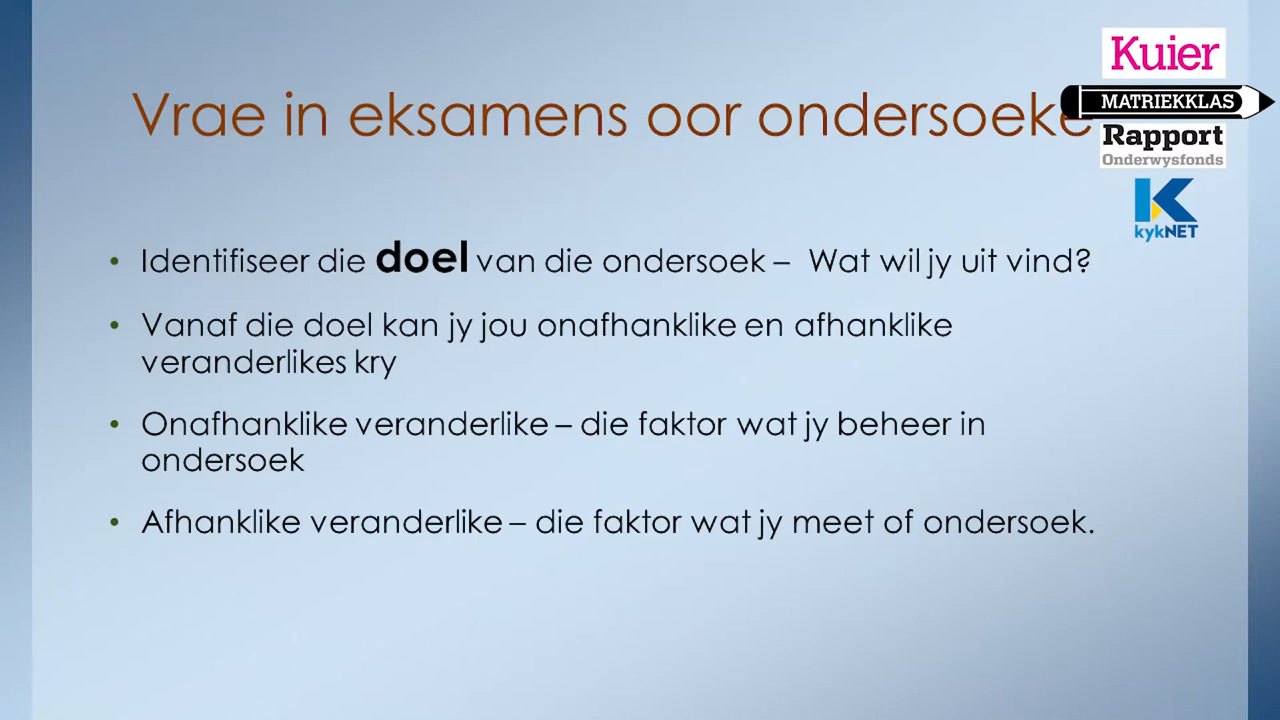 Vrae in eksamens oor ondersoeke
Kuier
MATRIEKKLAS
Rapport
Onderwysfonds
kykNET
• Identifiseer die doel van die ondersoek – Wat wil jy uit vind?
• Vanaf die doel kan jy jou onafhanklike en afhanklike
veranderlikes kry
• Onafhanklike veranderlike – die faktor wat jy beheer in
ondersoek
• Afhanklike veranderlike – die faktor wat jy meet of ondersoek.